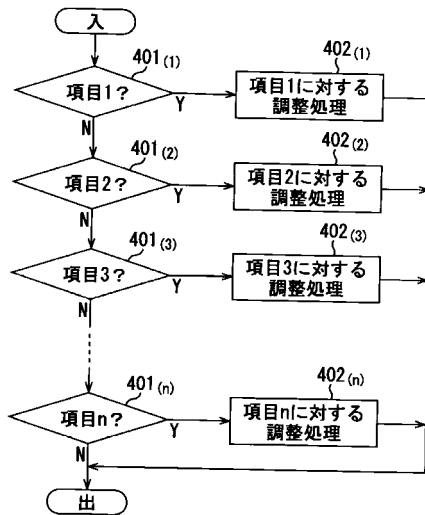 入
401(1)
402(1)
項目1?
Y
項目1に対する
調整処理
N
401(2)
402(2)
項目2?
Y
項目2に対する
調整処理
N
401(3)
402(3)
項目3?
Y
項目3に対する
調整処理
N
401(n)
402(n)
項目n?
Y
項目nに対する
調整処理
N
出